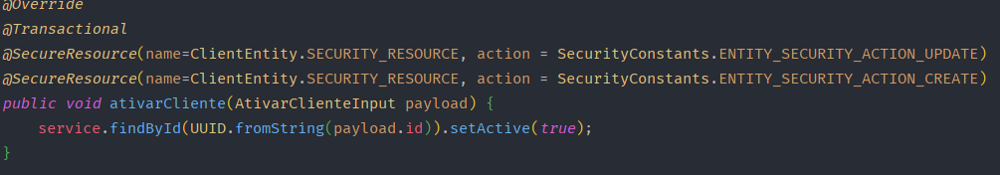 @Override
@Transactional
@SecureResource(name=ClientEntity.SECURITY_RESOURCE, action = SecurityConstants.ENTITY_SECURITY_ACTION_UPDATE)
@SecureResource(name=ClientEntity.SECURITY_RESOURCE, action = SecurityConstants.ENTITY_SECURITY_ACTION_CREATE)
public void ativarCliente(AtivarClienteInput payload) {
    service.findById(UUID.fromString(payload.id)).setActive(true);
}